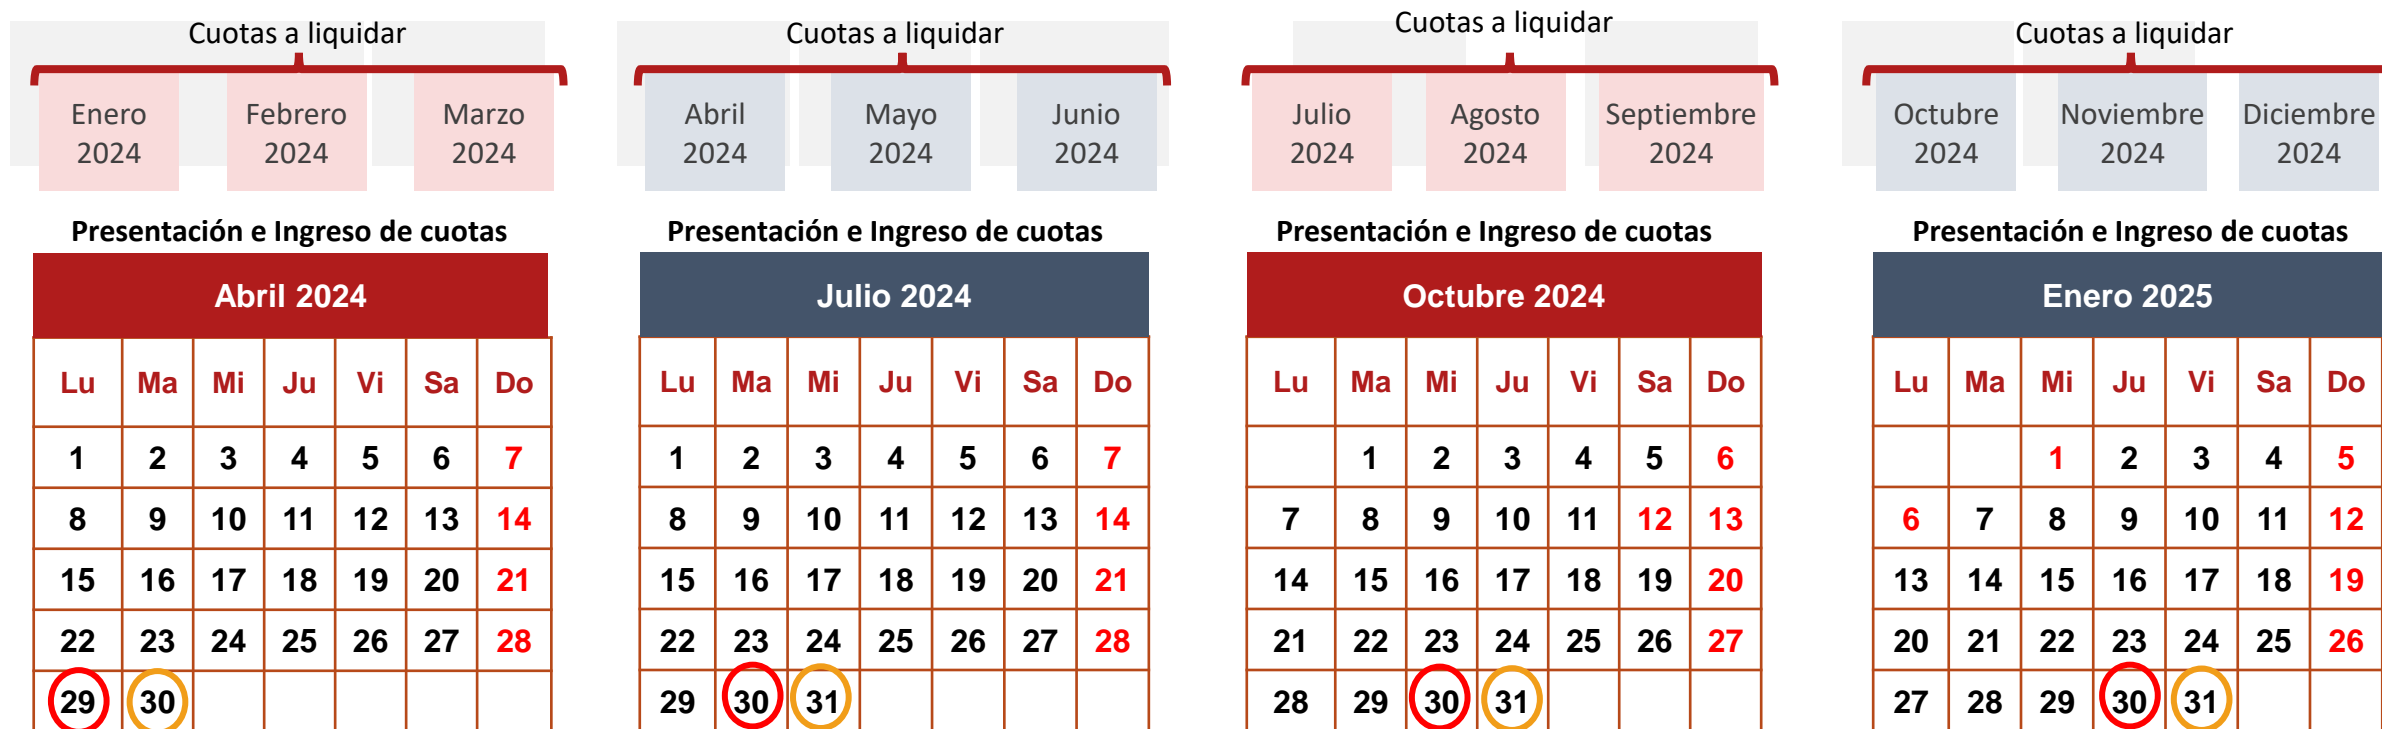 Cuotas a liquidar
Enero 2024
Febrero 2024
Marzo 2024
Presentación e Ingreso de cuotas
Abril 2024
Lu Ma Mi Ju Vi Sa Do
1 2 3 4 5 6 7
8 9 10 11 12 13 14
15 16 17 18 19 20 21
22 23 24 25 26 27 28
29 30
Cuotas a liquidar
Abril 2024
Mayo 2024
Junio 2024
Presentación e Ingreso de cuotas
Julio 2024
Lu Ma Mi Ju Vi Sa Do
1 2 3 4 5 6 7
8 9 10 11 12 13 14
15 16 17 18 19 20 21
22 23 24 25 26 27 28
29 30 31
Cuotas a liquidar
Julio 2024
Agosto 2024
Septiembre 2024
Presentación e Ingreso de cuotas
Octubre 2024
Lu Ma Mi Ju Vi Sa Do
1 2 3 4 5 6
7 8 9 10 11 12 13
14 15 16 17 18 19 20
21 22 23 24 25 26 27
28 29 30 31
Cuotas a liquidar
Octubre 2024
Noviembre 2024
Diciembre 2024
Presentación e Ingreso de cuotas
Enero 2025
Lu Ma Mi Ju Vi Sa Do
1 2 3 4 5
6 7 8 9 10 11 12
13 14 15 16 17 18 19
20 21 22 23 24 25 26
27 28 29 30 31